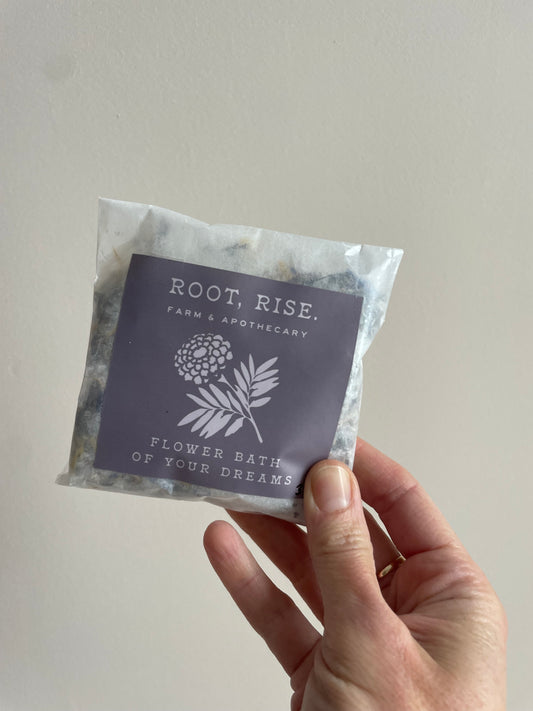 ROOT, RISE.
FARM & APOTHECARY
FLOWER BATH
OF YOUR DREAMS